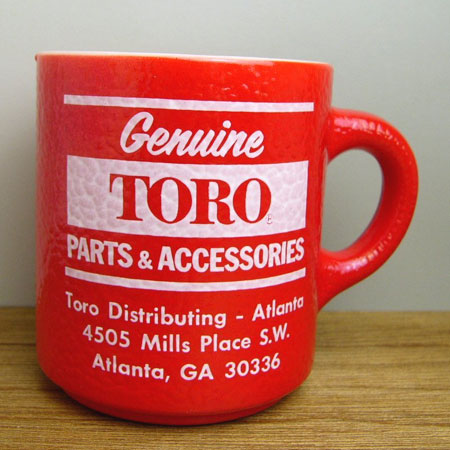 Genuine
TORO
PARTS & ACCESSORIES
Toro Distributing - Atlanta
4505 Mills Place S.W.
Atlanta, GA 30336